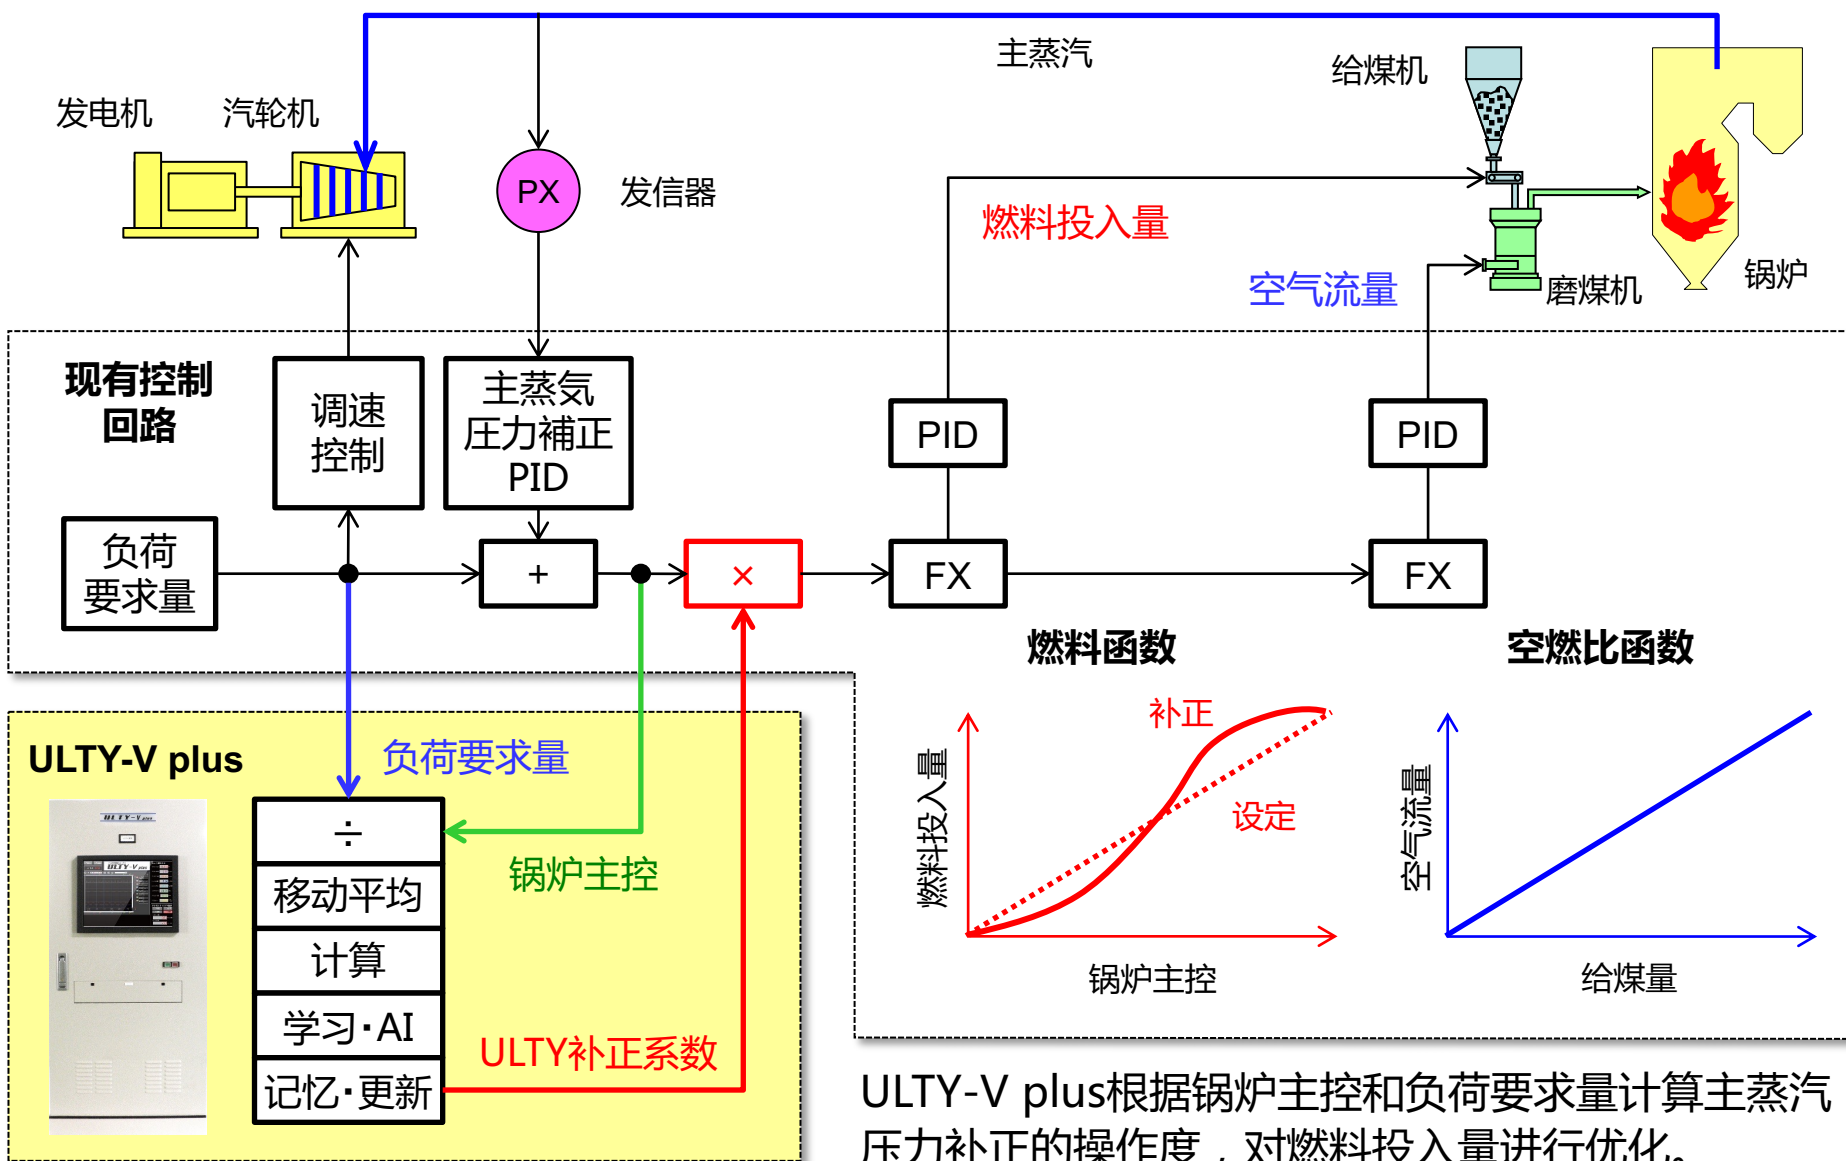 主蒸汽
给煤机
发电机
汽轮机
PX
发信器
燃料投入量
空气流量
磨煤机
锅炉
现有控制
回路
调速
控制
主蒸気
圧力補正
PID
PID
PID
负荷
要求量
+
×
FX
FX
燃料函数
空燃比函数
ULTY-V plus
负荷要求量
÷
锅炉主控
移动平均
计算
学习·AI
记忆·更新
ULTY补正系数
ULTY-V plus
ULTY-V plus
补正
设定
燃料投入量
锅炉主控
空气流量
给煤量
ULTY-V plus根据锅炉主控和负荷要求量计算主蒸汽
压力补正的操作度，对燃料投入量进行优化。